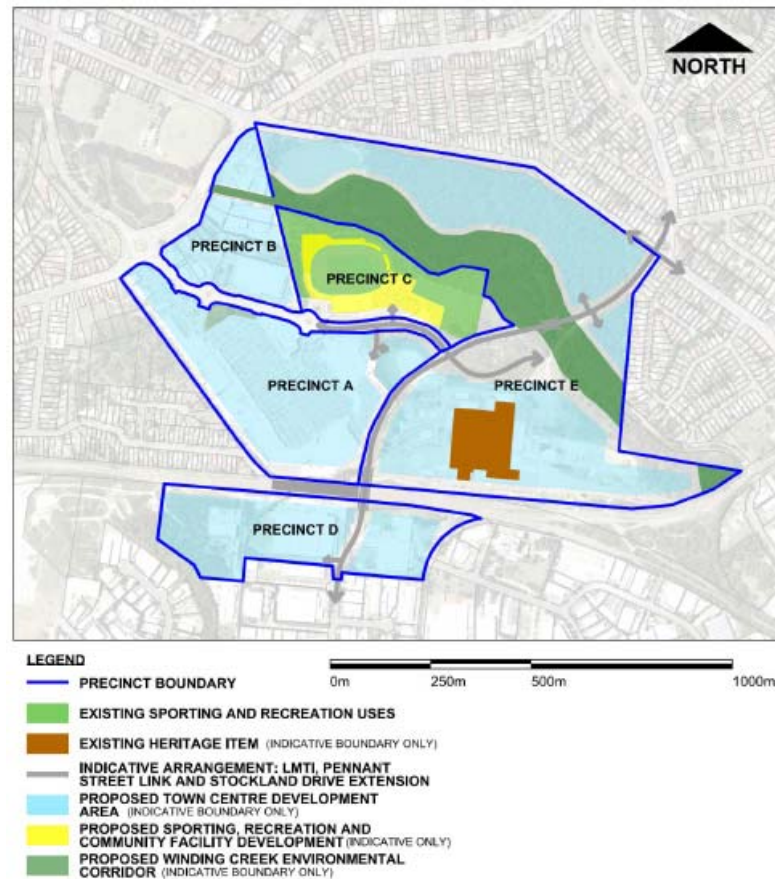 NORTH
PRECINCT B
PRECINCT C
PRECINCT A
PRECINCT E
PRECINCT D
LEGEND
PRECINCT BOUNDARY
0m 250m 500m 1000m
EXISTING SPORTING AND RECREATION USES
EXISTING HERITAGE ITEM (INDICATIVE BOUNDARY ONLY)
INDICATIVE ARRANGEMENT: LMTI, PENNANT
STREET LINK AND STOCKLAND DRIVE EXTENSION
PROPOSED TOWN CENTRE DEVELOPMENT
AREA (INDICATIVE BOUNDARY ONLY)
PROPOSED SPORTING, RECREATION AND
COMMUNITY FACILITY DEVELOPMENT (INDICATIVE ONLY)
PROPOSED WINDING CREEK ENVIRONMENTAL
CORRIDOR (INDICATIVE BOUNDARY ONLY)